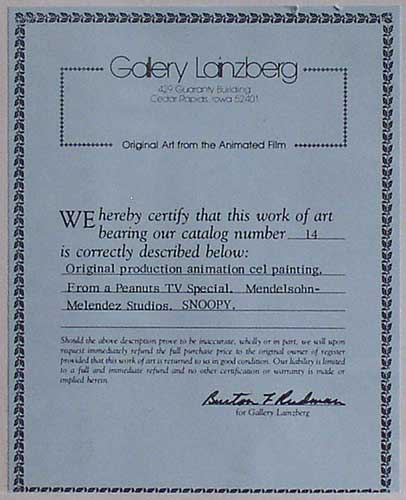 Gallery Lainzberg
429 Guaranty Building
Cedar Rapids, Iowa 52401
Original Art from the Animated Film
WE hereby certify that this work of art
bearing our catalog number 14
is correctly described below:
Original production animation cel painting.
From a Peanuts TV Special. Mendelsohn-
Melendez Studios. SNOOPY.
Should the above description prove to be inaccurate, wholly or in part, we will upon
request immediately refund the full purchase price to the original owner of register
provided that this work of art is returned to us in good condition. Our liability is limited
to a full and immediate refund and no other certification or warranty is made or
implied herein.
Burton F. Rudman
for Gallery Lainzberg